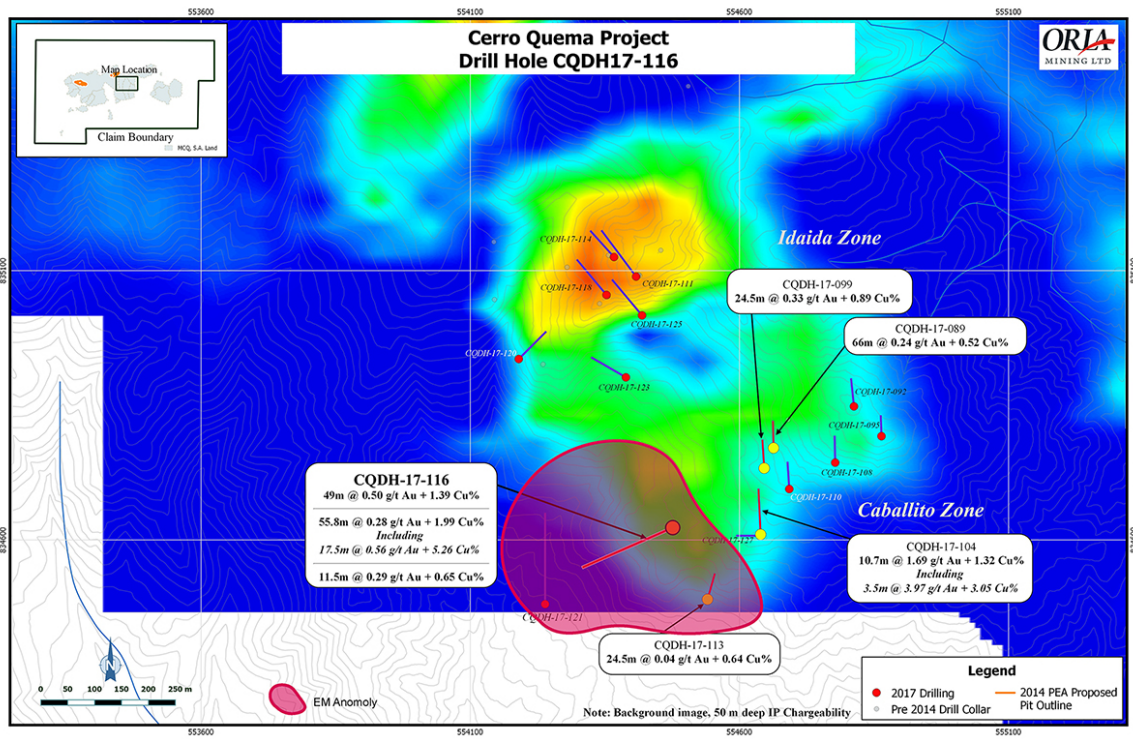 553600
554100
554600
555100
Cerro Quema Project
Drill Hole CQDH17-116
ORLA
MINING LTD
Map Location
Claim Boundary
MCQ, S.A. Land
Idaida Zone
CQDH-17-114
835100
CQDH-17-111
CQDH-17-118
CQDH-17-125
CQDH-17-099
24.5m @ 0.33 g/t Au + 0.89 Cu%
CQDH-17-089
66m @ 0.24 g/t Au + 0.52 Cu%
CQDH-17-120
CQDH-17-123
CQDH-17-092
CQDH-17-095
CQDH-17-108
CQDH-17-110
CQDH-17-116
49m @ 0.50 g/t Au + 1.39 Cu%
55.8m @ 0.28 g/t Au + 1.99 Cu%
Including
17.5m @ 0.56 g/t Au + 5.26 Cu%
11.5m @ 0.29 g/t Au + 0.65 Cu%
Caballito Zone
834600
CQDH-17-127
CQDH-17-104
10.7m @ 1.69 g/t Au + 1.32 Cu%
Including
3.5m @ 3.97 g/t Au + 3.05 Cu%
CQDH-17-121
CQDH-17-113
24.5m @ 0.04 g/t Au + 0.64 Cu%
N
0 50 100 150 200 250 m
EM Anomoly
Note: Background image, 50 m deep IP Chargeability
Legend
2017 Drilling
Pre 2014 Drill Collar
2014 PEA Proposed
Pit Outline
553600
554100
554600
555100